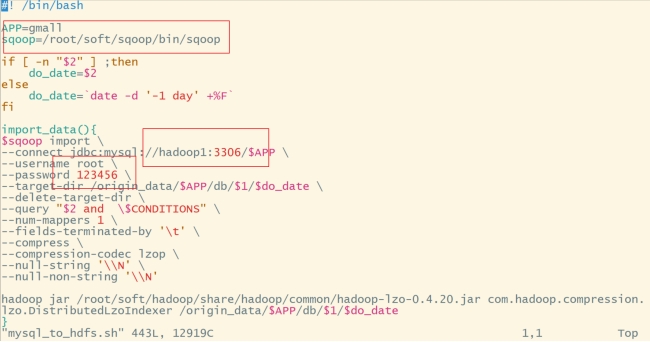 #! /bin/bash
APP=gmall
sqoop=/root/soft/sqoop/bin/sqoop
if [ -n "$2" ] ;then
do_date=$2
else
do_date=`date -d '-1 day' +%F`
fi
import_data(){
$sqoop import \
--connect jdbc:mysql://hadoop1:3306/$APP \
--username root \
--password 123456 \
--target-dir /origin_data/$APP/db/$1/$do_date \
--delete-target-dir \
--query "$2 and  \$CONDITIONS" \
--num-mappers 1 \
--fields-terminated-by '\t' \
--compress \
--compression-codec lzop \
--null-string '\\N' \
--null-non-string '\\N'
hadoop jar /root/soft/hadoop/share/hadoop/common/hadoop-lzo-0.4.20.jar com.hadoop.compression.
lzo.DistributedLzoIndexer /origin_data/$APP/db/$1/$do_date
}
"mysql_to_hdfs.sh" 443L, 12919C 1,1 Top